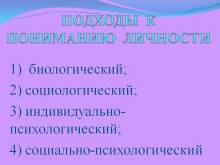 ПОДХОДЫ К
ПОНИМАНИЮ ЛИЧНОСТИ
1) биологический;
2) социологический;
3) индивидуально-
психологический;
4) социально-психологический